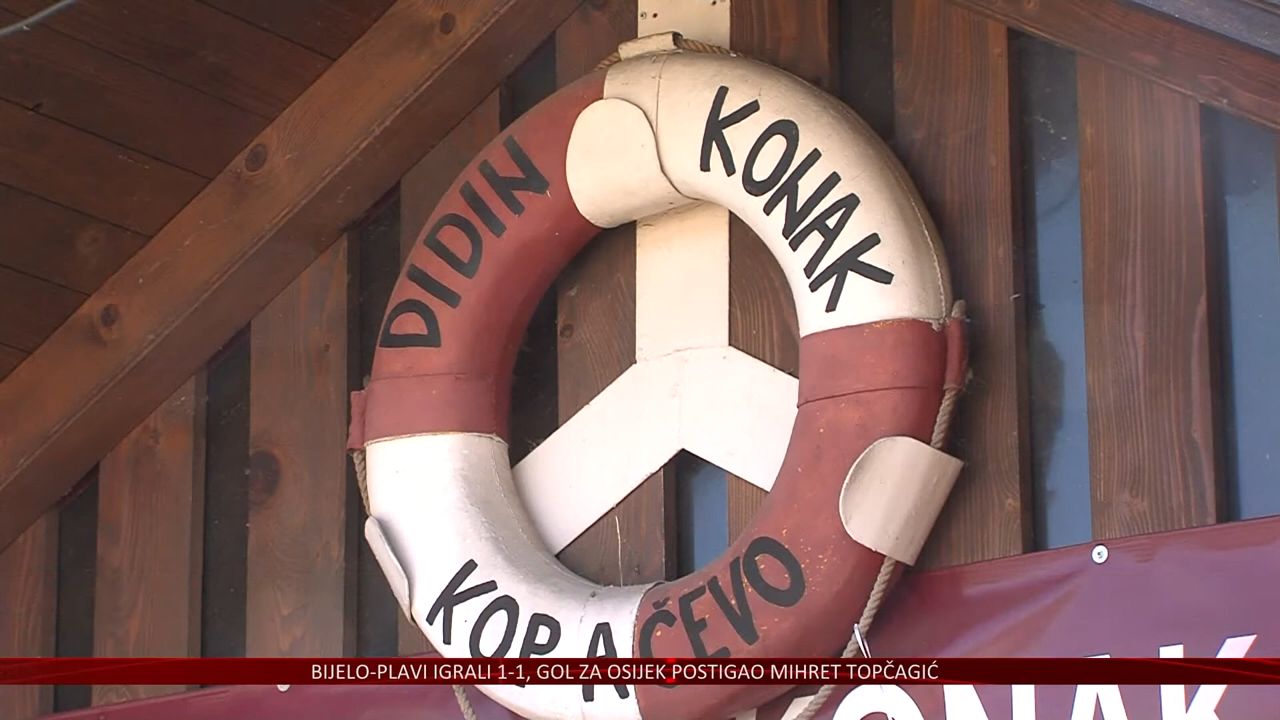 DIDIN KONAK
KOPAČEVO
BIJELO-PLAVI IGRALI 1-1, GOL ZA OSIJEK POSTIGAO MIHRET TOPČAGIĆ